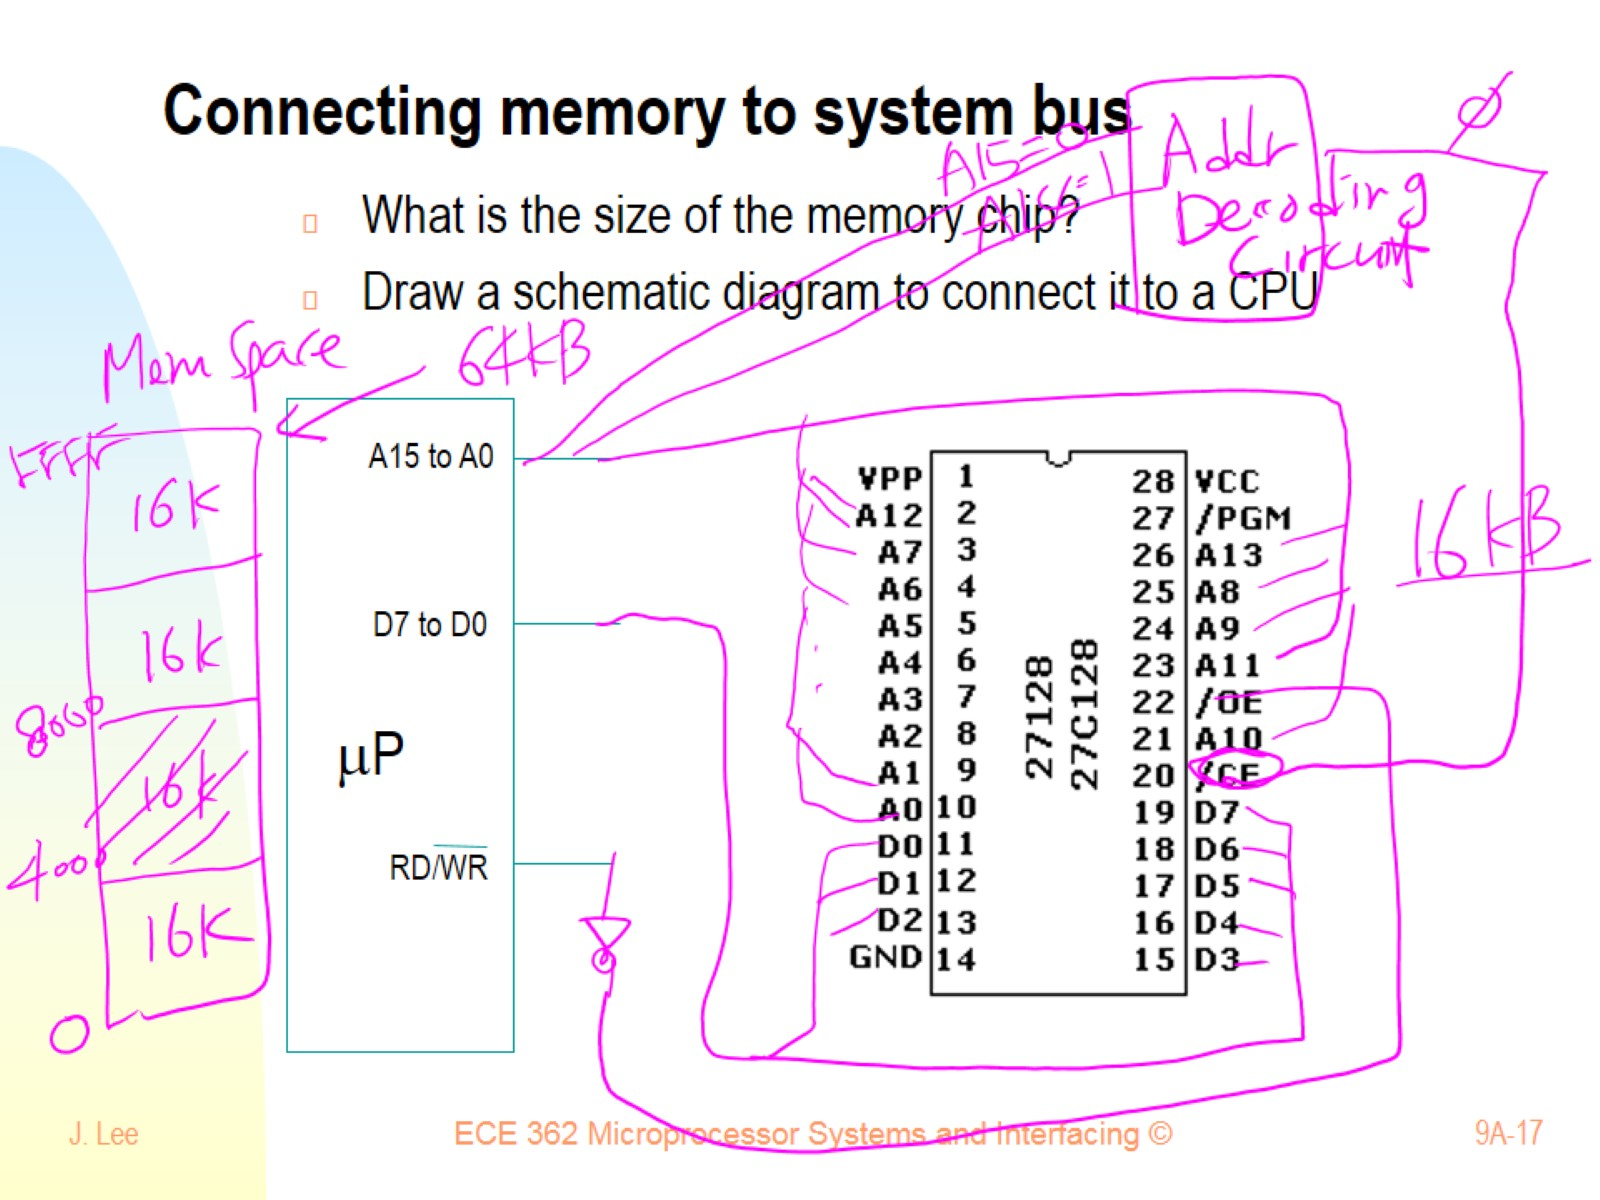 Connecting memory to system bus
What is the size of the memory chip?
Draw a schematic diagram to connect it to a CPU
A15=0
A14=1
Addr
Decoding
Circuit
Ø
Mem Space
64kB
FFFF
16K
16K
8000
16K
4000
16K
0
A15 to A0
D7 to D0
μP
RD/WR
VPP 1 28 VCC
A12 2 27 /PGM
A7 3 26 A13
A6 4 25 A8
A5 5 24 A9
A4 6 23 A11
A3 7 22 /OE
A2 8 21 A10
A1 9 20 /CE
A0 10 19 D7
D0 11 18 D6
D1 12 17 D5
D2 13 16 D4
GND 14 15 D3
27128
27C128
16kB
J. Lee
ECE 362 Microprocessor Systems and Interfacing ©
9A-17